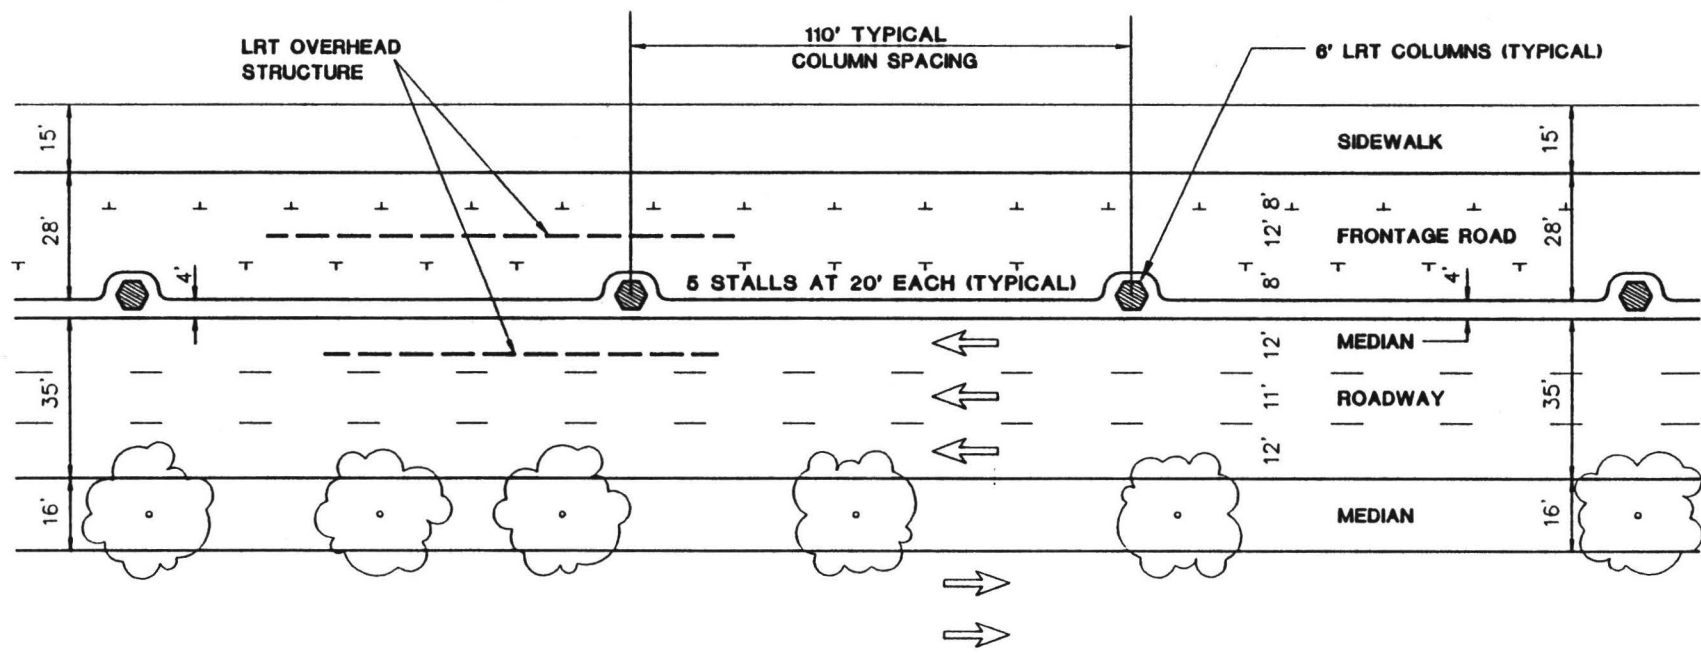 LRT OVERHEAD
STRUCTURE
110' TYPICAL
COLUMN SPACING
6' LRT COLUMNS (TYPICAL)
15'
SIDEWALK
15'
28'
8'
12'
FRONTAGE ROAD
28'
4'
5 STALLS AT 20' EACH (TYPICAL)
8'
4'
12'
MEDIAN
35'
11'
ROADWAY
35'
12'
16'
MEDIAN
16'